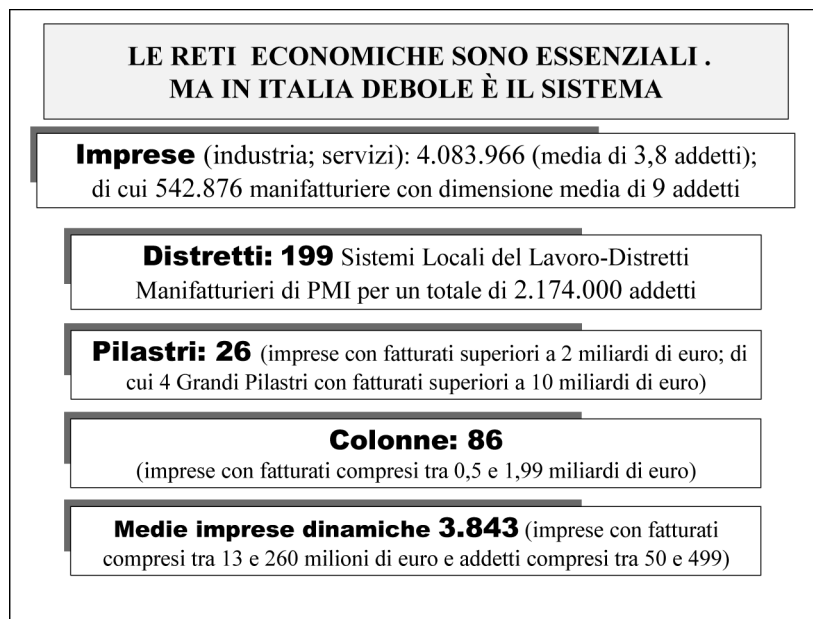 LE RETI ECONOMICHE SONO ESSENZIALI .
MA IN ITALIA DEBOLE È IL SISTEMA
Imprese (industria; servizi): 4.083.966 (media di 3,8 addetti);
di cui 542.876 manifatturiere con dimensione media di 9 addetti
Distretti: 199 Sistemi Locali del Lavoro-Distretti
Manifatturieri di PMI per un totale di 2.174.000 addetti
Pilastri: 26 (imprese con fatturati superiori a 2 miliardi di euro; di
cui 4 Grandi Pilastri con fatturati superiori a 10 miliardi di euro)
Colonne: 86
(imprese con fatturati compresi tra 0,5 e 1,99 miliardi di euro)
Medie imprese dinamiche 3.843 (imprese con fatturati
compresi tra 13 e 260 milioni di euro e addetti compresi tra 50 e 499)